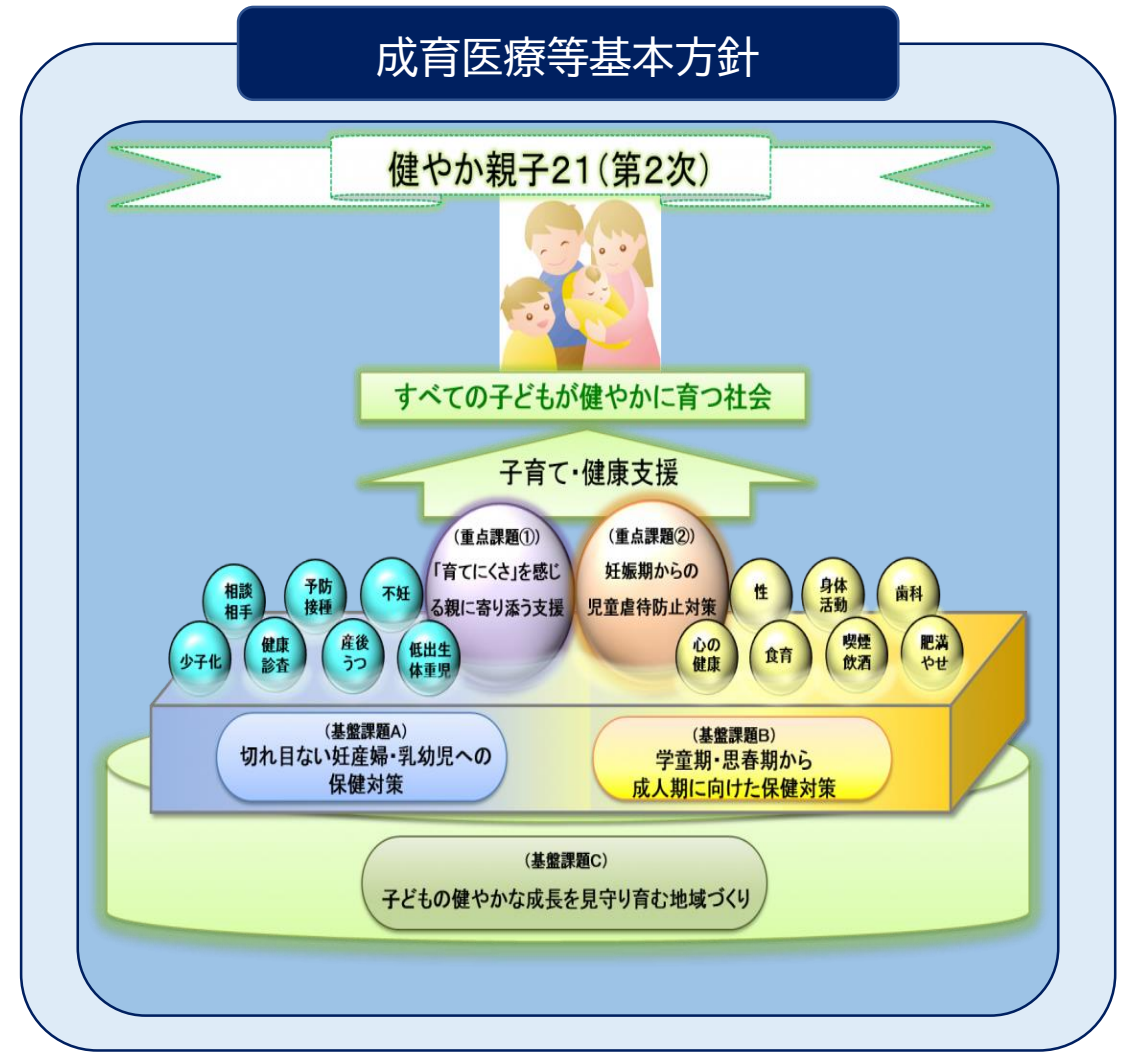 成育医療等基本方針
健やか親子21(第2次)
すべての子どもが健やかに育つ社会
子育て・健康支援
(重点課題①)
「育てにくさ」を感じ
る親に寄り添う支援
(重点課題②)
妊娠期からの
児童虐待防止対策
相談
相手
予防
接種
不妊
少子化
健康
診査
産後
うつ
低出生
体重児
性
身体
活動
歯科
心の
健康
食育
喫煙
飲酒
肥満
やせ
(基盤課題A)
切れ目ない妊産婦・乳幼児への
保健対策
(基盤課題B)
学童期・思春期から
成人期に向けた保健対策
(基盤課題C)
子どもの健やかな成長を見守り育む地域づくり